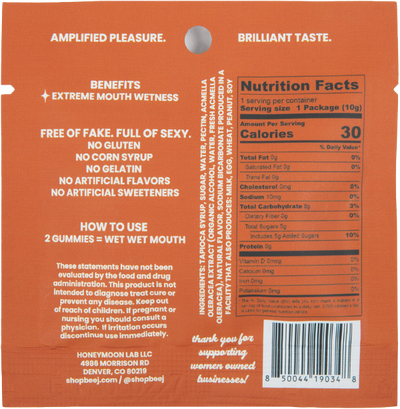 AMPLIFIED PLEASURE.
BRILLIANT TASTE.
BENEFITS
EXTREME MOUTH WETNESS
FREE OF FAKE. FULL OF SEXY.
NO GLUTEN
NO CORN SYRUP
NO GELATIN
NO ARTIFICIAL FLAVORS
NO ARTIFICIAL SWEETENERS
HOW TO USE
2 GUMMIES = WET WET MOUTH
These statements have not been
evaluated by the food and drug
administration. This product is not
intended to diagnose treat cure or
prevent any disease. Keep out
of reach of children. If pregnant or
nursing you should consult a
physician. If irritation occurs
discontinue use immediately.
HONEYMOON LAB LLC
4986 MORRISON RD
DENVER, CO 80219
shopbeej.com / @shopbeej
INGREDIENTS: TAPIOCA SYRUP, SUGAR, WATER, PECTIN, ACMELLA
OLERACEA EXTRACT (ORGANIC ALCOHOL, WATER, FRESH ACMELLA
OLERACEA), NATURAL FLAVOR, SODIUM BICARBONATE PRODUCED IN A
FACILITY THAT ALSO PRODUCES: MILK, EGG, WHEAT, PEANUT, SOY
Nutrition Facts
1 serving per container
Serving size 1 Package (10g)
Amount Per Serving
Calories 30
% Daily Value*
Total Fat 0g 0%
Saturated Fat 0g 0%
Trans Fat 0g
Cholesterol 0mg 0%
Sodium 10mg 0%
Total Carbohydrate 8g 3%
Dietary Fiber 0g 0%
Total Sugars 5g
Includes 5g Added Sugars 10%
Protein 0g
Vitamin D 0mcg 0%
Calcium 0mg 0%
Iron 0mg 0%
Potassium 0mg 0%
thank you for
supporting
women owned
businesses!
8 50044 19034 8